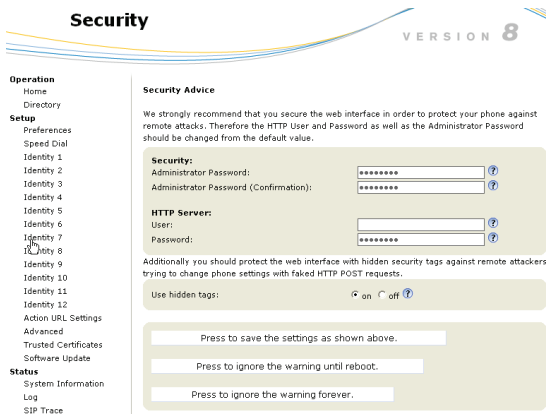 Security
VERSION 8
Operation
Home
Directory
Setup
Preferences
Speed Dial
Identity 1
Identity 2
Identity 3
Identity 4
Identity 5
Identity 6
Identity 7
Identity 8
Identity 9
Identity 10
Identity 11
Identity 12
Action URL Settings
Advanced
Trusted Certificates
Software Update
Status
System Information
Log
SIP Trace
Security Advice
We strongly recommend that you secure the web interface in order to protect your phone against
remote attacks. Therefore the HTTP User and Password as well as the Administrator Password
should be changed from the default value.
Security:
Administrator Password:
Administrator Password (Confirmation):
HTTP Server:
User:
Password:
Additionally you should protect the web interface with hidden security tags against remote attackers
trying to change phone settings with faked HTTP POST requests.
Use hidden tags: on off
Press to save the settings as shown above.
Press to ignore the warning until reboot.
Press to ignore the warning forever.